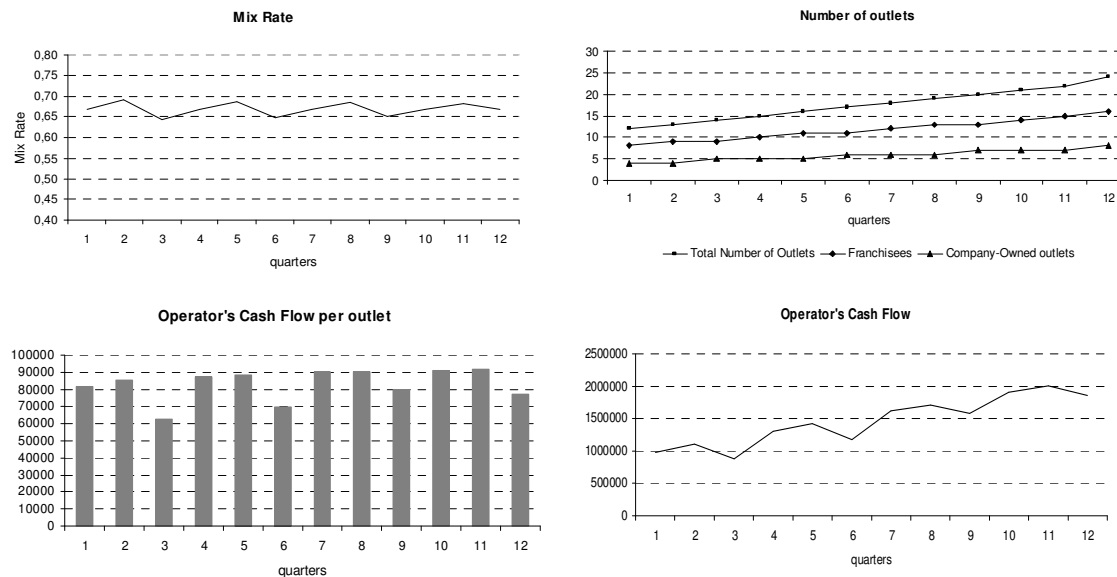 Mix Rate
0,80
0,75
0,70
0,65
0,60
0,55
0,50
0,45
0,40
Mix Rate
1 2 3 4 5 6 7 8 9 10 11 12
quarters
Number of outlets
30
25
20
15
10
5
0
1 2 3 4 5 6 7 8 9 10 11 12
quarters
Total Number of Outlets Franchisees Company-Owned outlets
Operator's Cash Flow per outlet
100000
90000
80000
70000
60000
50000
40000
30000
20000
10000
0
1 2 3 4 5 6 7 8 9 10 11 12
quarters
Operator's Cash Flow
2500000
2000000
1500000
1000000
500000
0
1 2 3 4 5 6 7 8 9 10 11 12
quarters